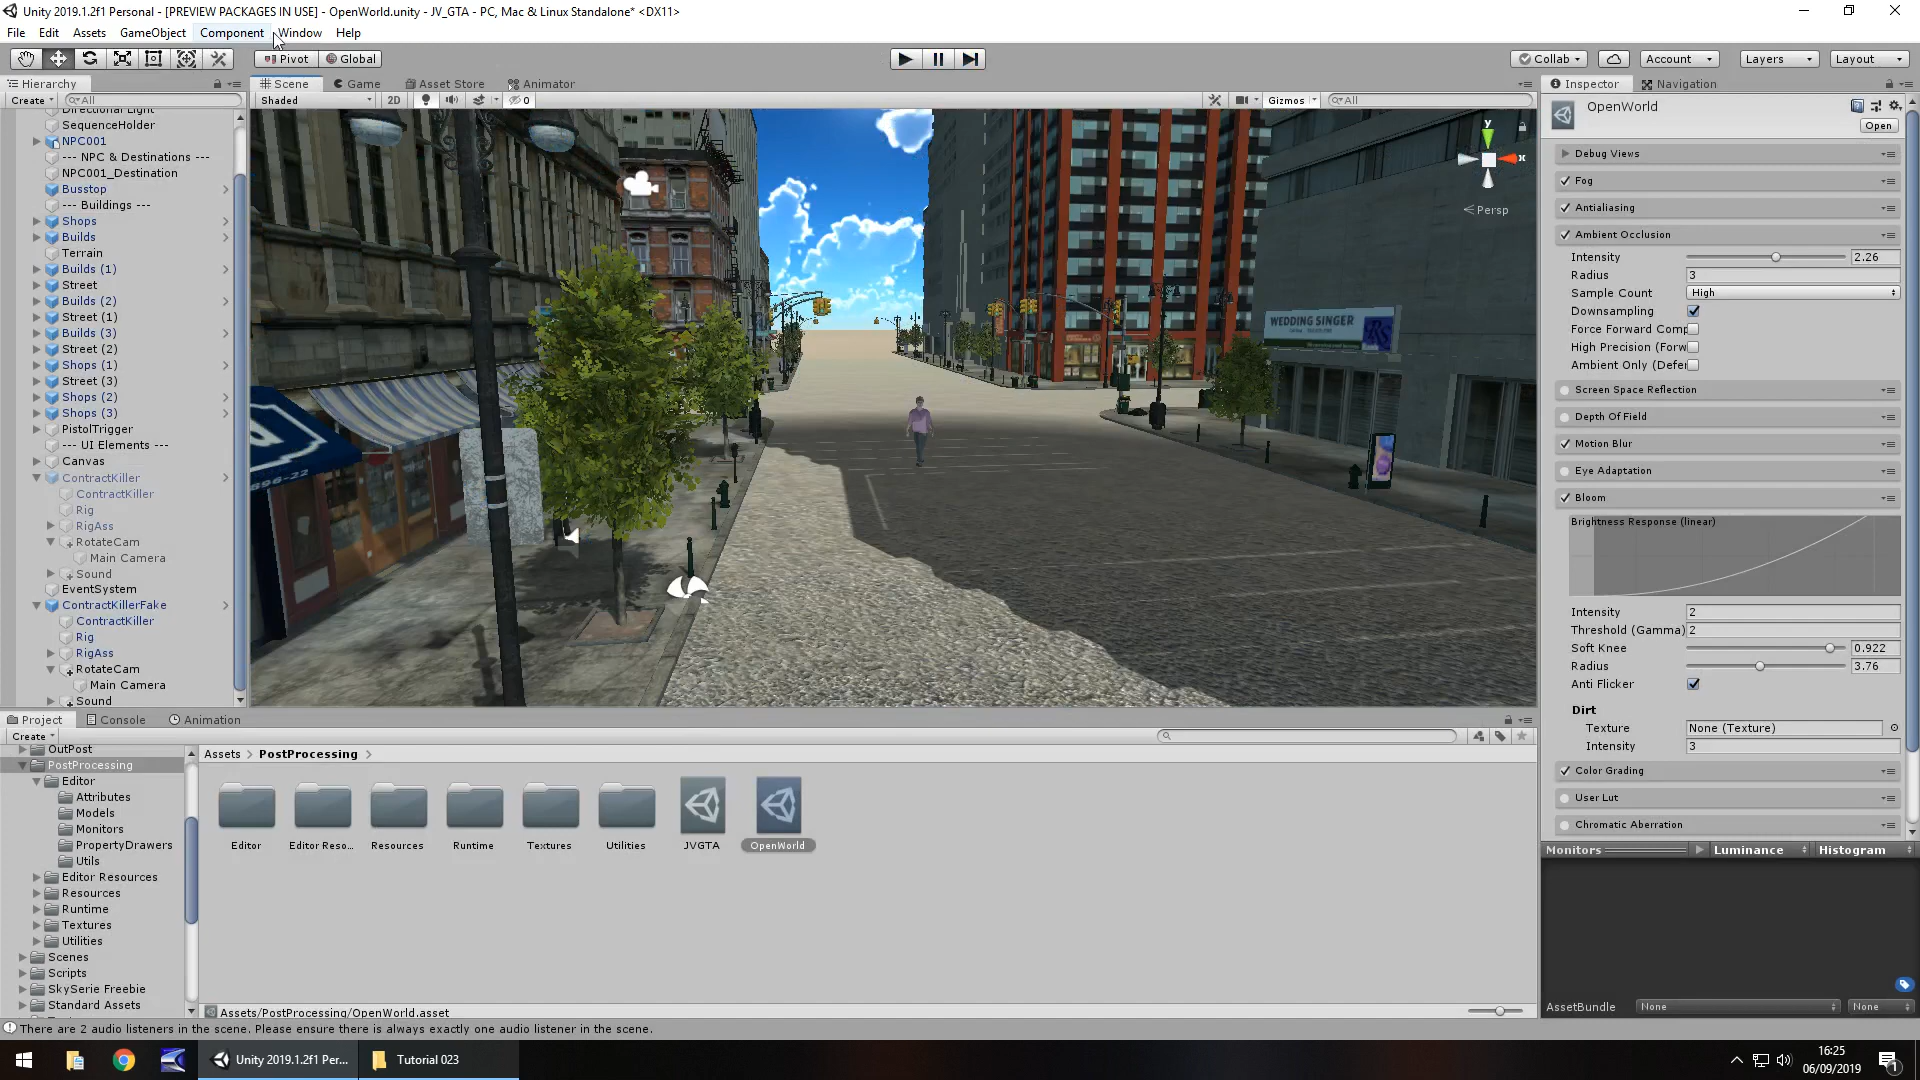 Unity 2019.1.2f1 Personal - [PREVIEW PACKAGES IN USE] - OpenWorld.unity - JV_GTA - PC, Mac & Linux Standalone* <DX11>
File Edit Assets GameObject Component Window Help
Pivot Global Collab Account Layers Layout
Hierarchy Scene Game Asset Store Animator Inspector Navigation
Create All Shaded 2D 0 Gizmos All
OpenWorld
Open
Directional Light
SequenceHolder
NPC001
--- NPC & Destinations ---
NPC001_Destination
Busstop
--- Buildings ---
Shops
Builds
Terrain
Builds (1)
Street
Builds (2)
Street (1)
Builds (3)
Street (2)
Shops (1)
Street (3)
Shops (2)
Shops (3)
PistolTrigger
--- UI Elements ---
Canvas
ContractKiller
ContractKiller
Rig
RigAss
RotateCam
Main Camera
Sound
EventSystem
ContractKillerFake
ContractKiller
Rig
RigAss
RotateCam
Main Camera
Sound
y
x
Persp
WEDDING SINGER
Debug Views
Fog
Antialiasing
Ambient Occlusion
Intensity 2.26
Radius 3
Sample Count High
Downsampling
Force Forward Comp
High Precision (Forw
Ambient Only (Defer
Screen Space Reflection
Depth Of Field
Motion Blur
Eye Adaptation
Bloom
Brightness Response (linear)
Intensity 2
Threshold (Gamma) 2
Soft Knee 0.922
Radius 3.76
Anti Flicker
Dirt
Texture None (Texture)
Intensity 3
Color Grading
User Lut
Chromatic Aberration
Monitors Luminance Histogram
AssetBundle None None
Project Console Animation
Create
OutPost
PostProcessing
Editor
Attributes
Models
Monitors
PropertyDrawers
Utils
Editor Resources
Resources
Runtime
Textures
Utilities
Scenes
Scripts
SkySerie Freebie
Standard Assets
Assets > PostProcessing >
Editor Editor Reso... Resources Runtime Textures Utilities JVGTA OpenWorld
Assets/PostProcessing/OpenWorld.asset
There are 2 audio listeners in the scene. Please ensure there is always exactly one audio listener in the scene.
Unity 2019.1.2f1 Per... Tutorial 023
16:25
06/09/2019
1